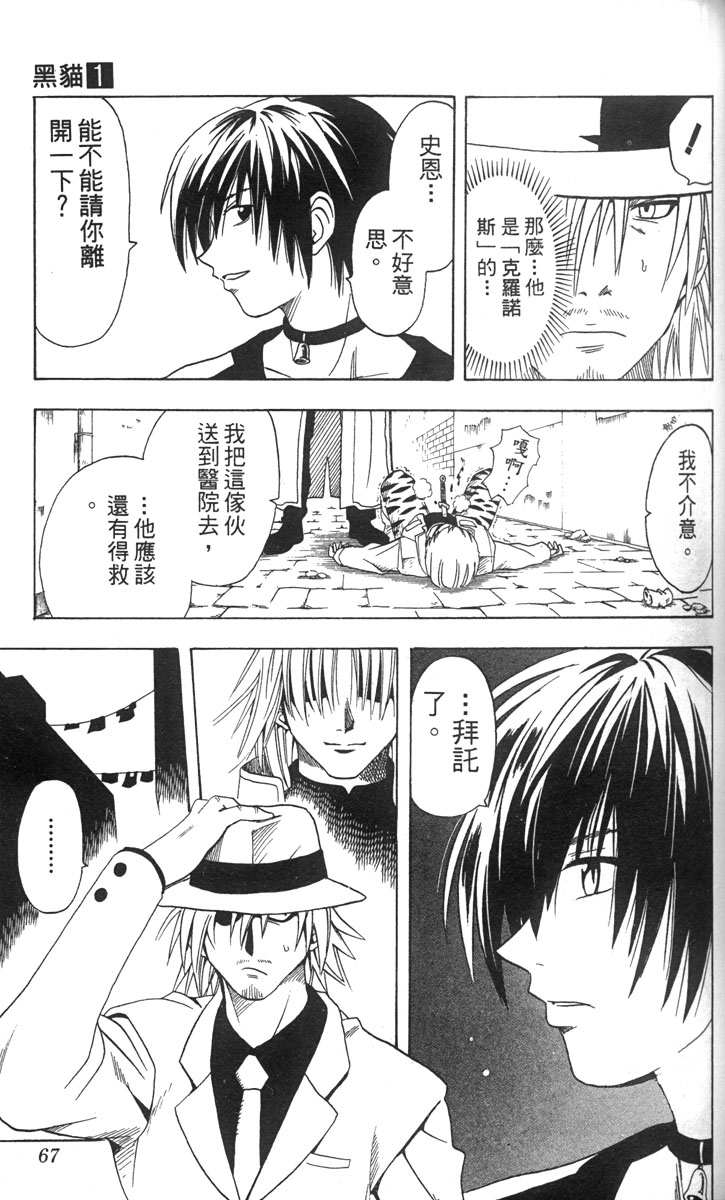 黑貓1
!
那麼…他
是「克羅諾
斯」的…
史恩…
不好意
思。
能不能請你離
開一下？
我不介意。
嘎
啊…
我把這傢伙
送到醫院去，
…他應該
還有得救
。
…拜託
了。
………
67